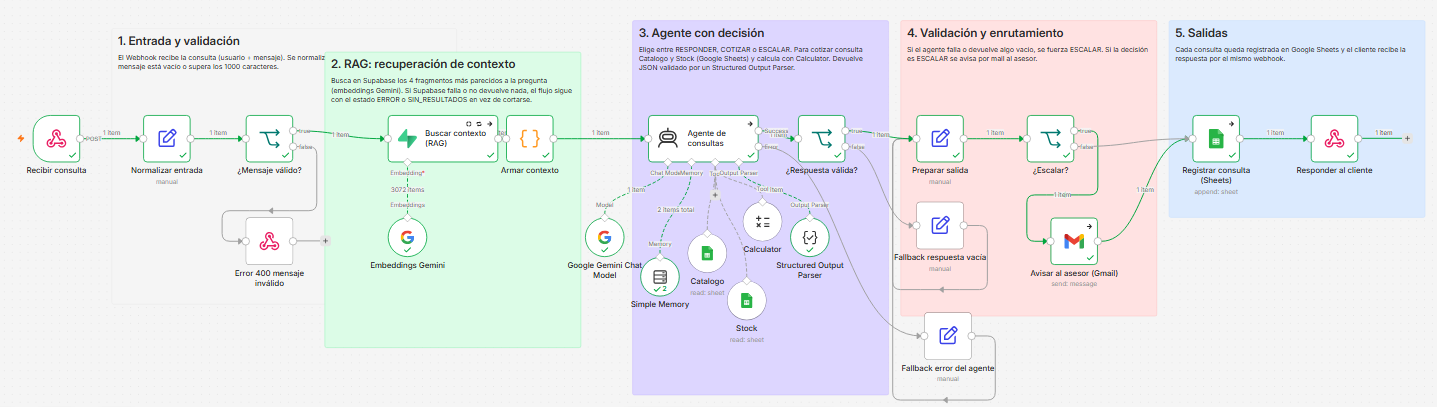 1. Entrada y validación
El Webhook recibe la consulta (usuario + mensaje). Se normaliz
mensaje está vacío o supera los 1000 caracteres.
2. RAG: recuperación de contexto
Busca en Supabase los 4 fragmentos más parecidos a la pregunta
(embeddings Gemini). Si Supabase falla o no devuelve nada, el flujo sigue
con el estado ERROR o SIN_RESULTADOS en vez de cortarse.
3. Agente con decisión
Elige entre RESPONDER, COTIZAR o ESCALAR. Para cotizar consulta
Catalogo y Stock (Google Sheets) y calcula con Calculator. Devuelve
JSON validado por un Structured Output Parser.
4. Validación y enrutamiento
Si el agente falla o devuelve algo vacío, se fuerza ESCALAR. Si la decisión
es ESCALAR se avisa por mail al asesor.
5. Salidas
Cada consulta queda registrada en Google Sheets y el cliente recibe la
respuesta por el mismo webhook.
POST
1 item
Recibir consulta
1 item
Normalizar entrada
manual
true
false
¿Mensaje válido?
1 item
Error 400 mensaje
inválido
Buscar contexto
(RAG)
Embedding*
3072 items
Embeddings
Embeddings Gemini
Armar contexto
1 item
Agente de
consultas
Chat Model
Memory
Output Parser
Success
1 item
Error
1 item
Model
Google Gemini Chat
Model
2 items total
Memory
Simple Memory
2
Catalogo
read: sheet
Stock
read: sheet
Tool
Calculator
1 item
Output Parser
Structured Output
Parser
true
false
¿Respuesta válida?
1 item
Preparar salida
manual
Fallback respuesta vacía
manual
Fallback error del agente
manual
1 item
true
false
¿Escalar?
1 item
Avisar al asesor (Gmail)
send: message
1 item
Registrar consulta
(Sheets)
append: sheet
1 item
Responder al cliente
1 item